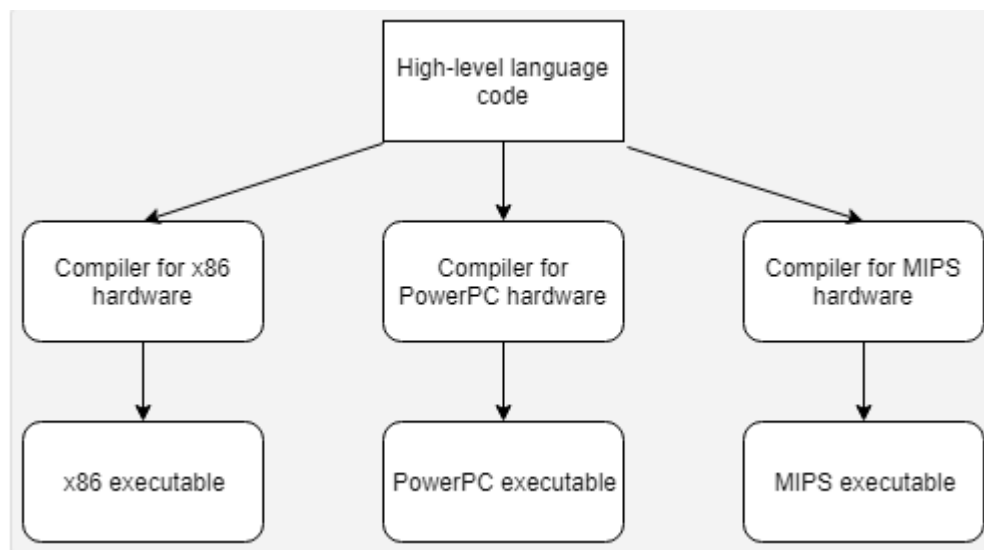 High-level language
code
Compiler for x86
hardware
Compiler for
PowerPC hardware
Compiler for MIPS
hardware
x86 executable
PowerPC executable
MIPS executable